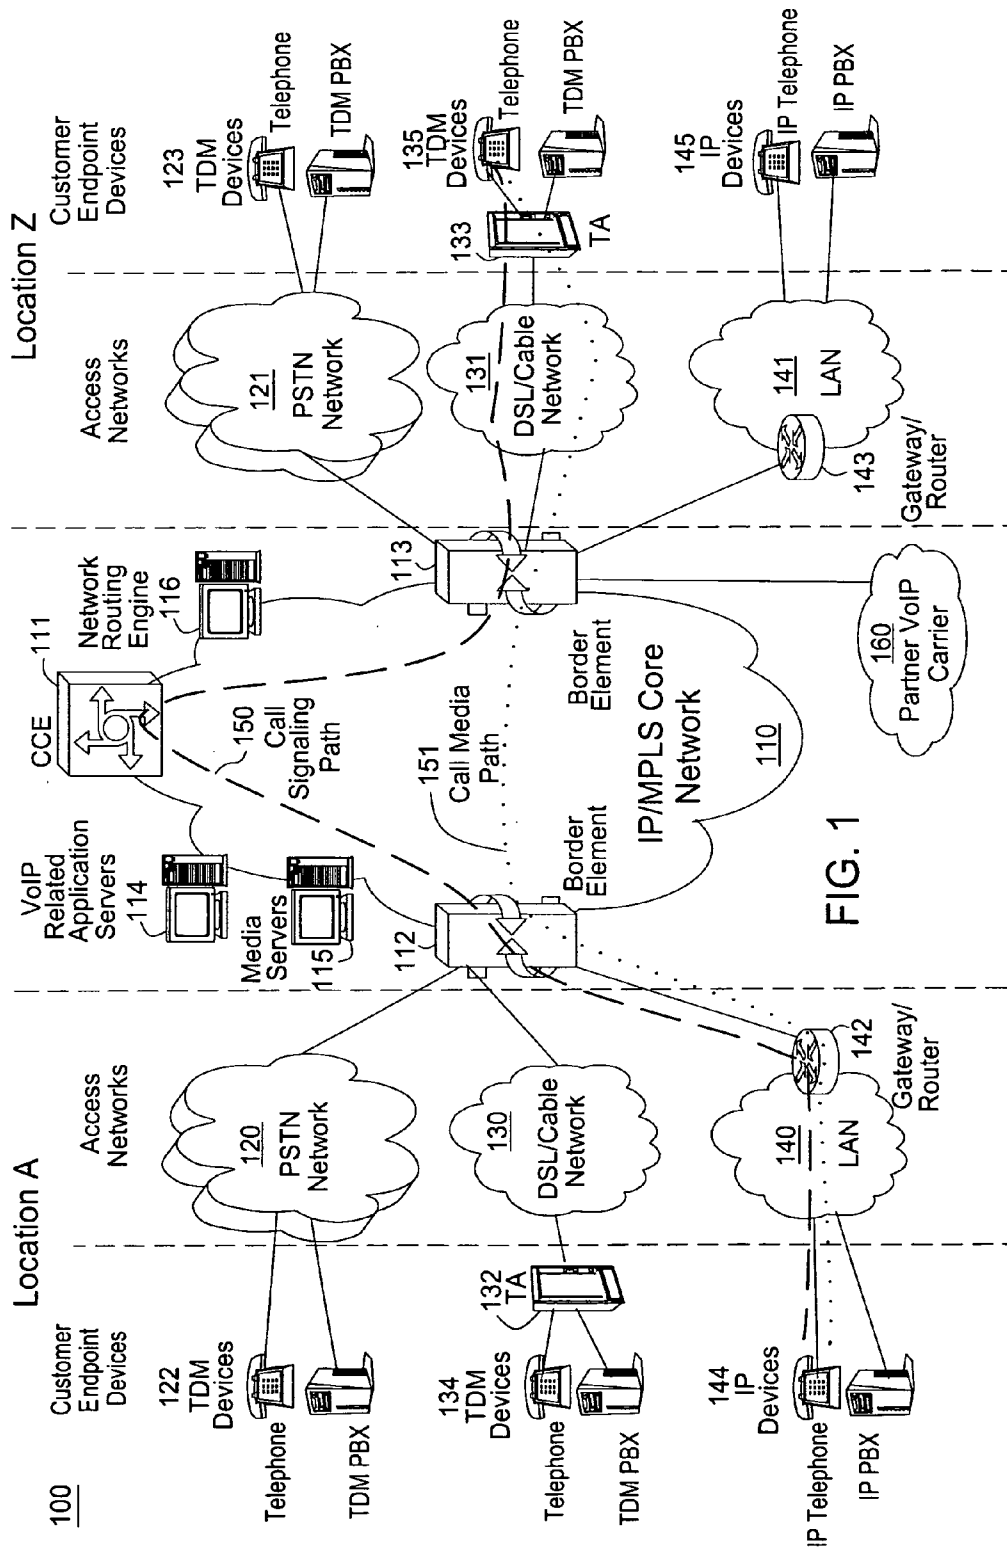 100
Location A
Location Z
Customer
Endpoint
Devices
Access
Networks
VoIP
Related
Application
Servers
114
CCE
111
Network
Routing
Engine
116
Access
Networks
Customer
Endpoint
Devices
122
TDM
Devices
Telephone
TDM PBX
120
PSTN
Network
Media
Servers
115
150
Call
Signaling
Path
121
PSTN
Network
123
TDM
Devices
Telephone
TDM PBX
134
TDM
Devices
Telephone
TDM PBX
132
TA
130
DSL/Cable
Network
112
Border
Element
151
Call Media
Path
113
Border
Element
131
DSL/Cable
Network
133
TA
135
TDM
Devices
Telephone
TDM PBX
IP/MPLS Core
Network
110
144
IP
Devices
IP Telephone
IP PBX
140
LAN
142
Gateway/
Router
160
Partner VoIP
Carrier
143
Gateway/
Router
141
LAN
145
IP
Devices
IP Telephone
IP PBX
FIG. 1